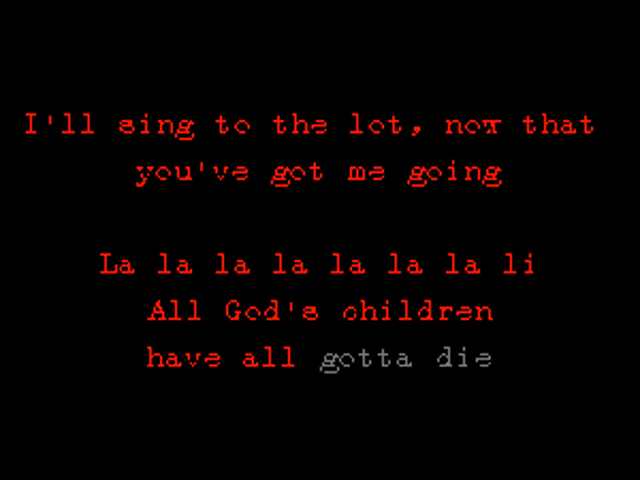 I'll sing to the lot, now that
you've got me going
La la la la la la la li
All God's children
have all gotta die